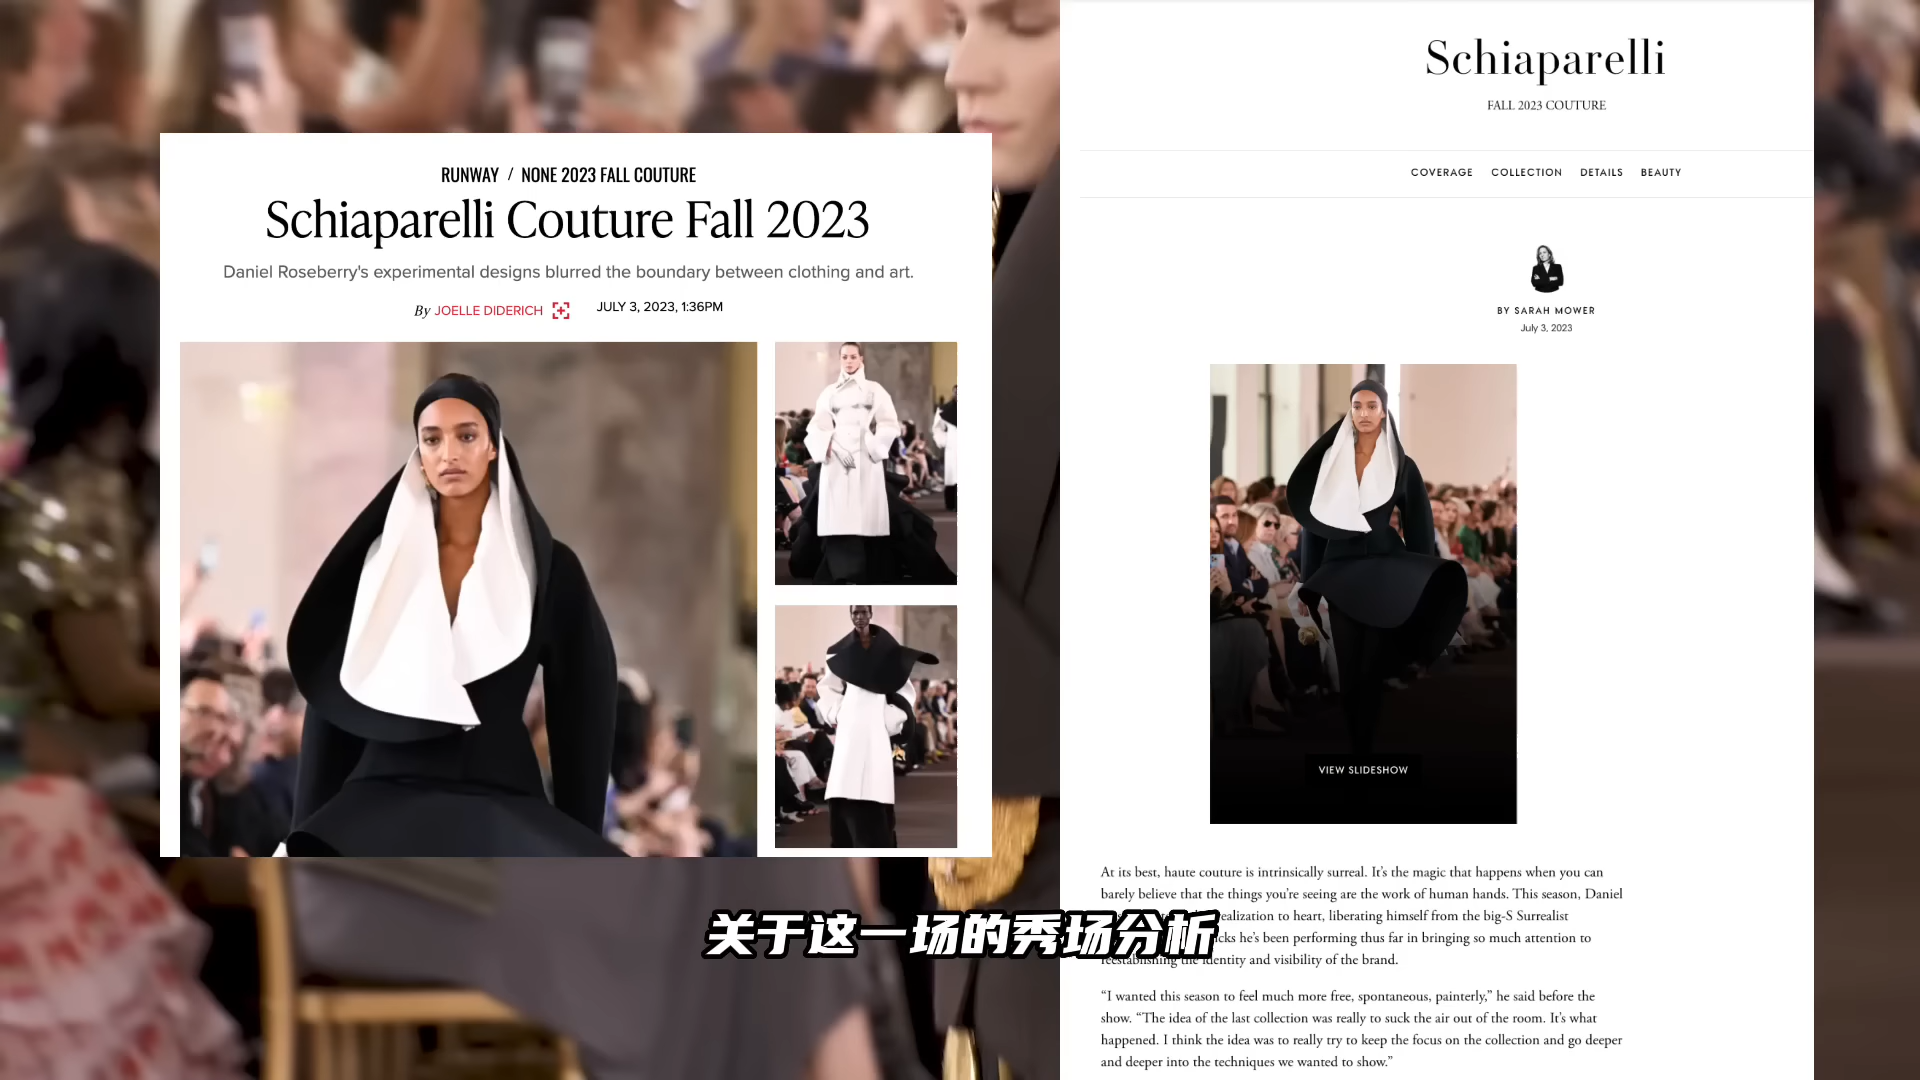 RUNWAY / NONE 2023 FALL COUTURE
Schiaparelli Couture Fall 2023
Daniel Roseberry's experimental designs blurred the boundary between clothing and art.
By JOELLE DIDERICH JULY 3, 2023, 1:36PM
Schiaparelli
FALL 2023 COUTURE
COVERAGE COLLECTION DETAILS BEAUTY
BY SARAH MOWER
July 3, 2023
VIEW SLIDESHOW
At its best, haute couture is intrinsically surreal. It's the magic that happens when you can
barely believe that the things you're seeing are the work of human hands. This season, Daniel
ealization to heart, liberating himself from the big-S Surrealist
cks he's been performing thus far in bringing so much attention to
reestablishing the identity and visibility of the brand.
“I wanted this season to feel much more free, spontaneous, painterly,” he said before the
show. “The idea of the last collection was really to suck the air out of the room. It's what
happened. I think the idea was to really try to keep the focus on the collection and go deeper
and deeper into the techniques we wanted to show.”
关于这一场的秀场分析